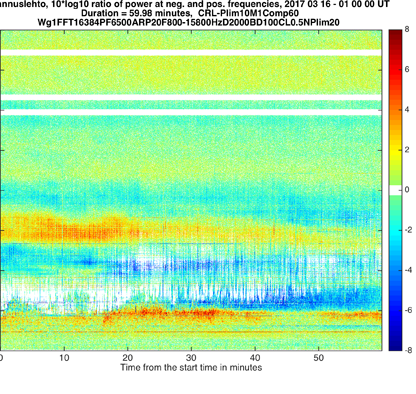 annuslehto, 10*log10 ratio of power at neg. and pos. frequencies, 2017 03 16 - 01 00 00 UT
Duration = 59.98 minutes, CRL-Plim10M1Comp60
Wg1FFT16384PF6500ARP20F800-15800HzD2000BD100CL0.5NPlim20
8
6
4
2
0
-2
-4
-6
-8
0 10 20 30 40 50
Time from the start time in minutes